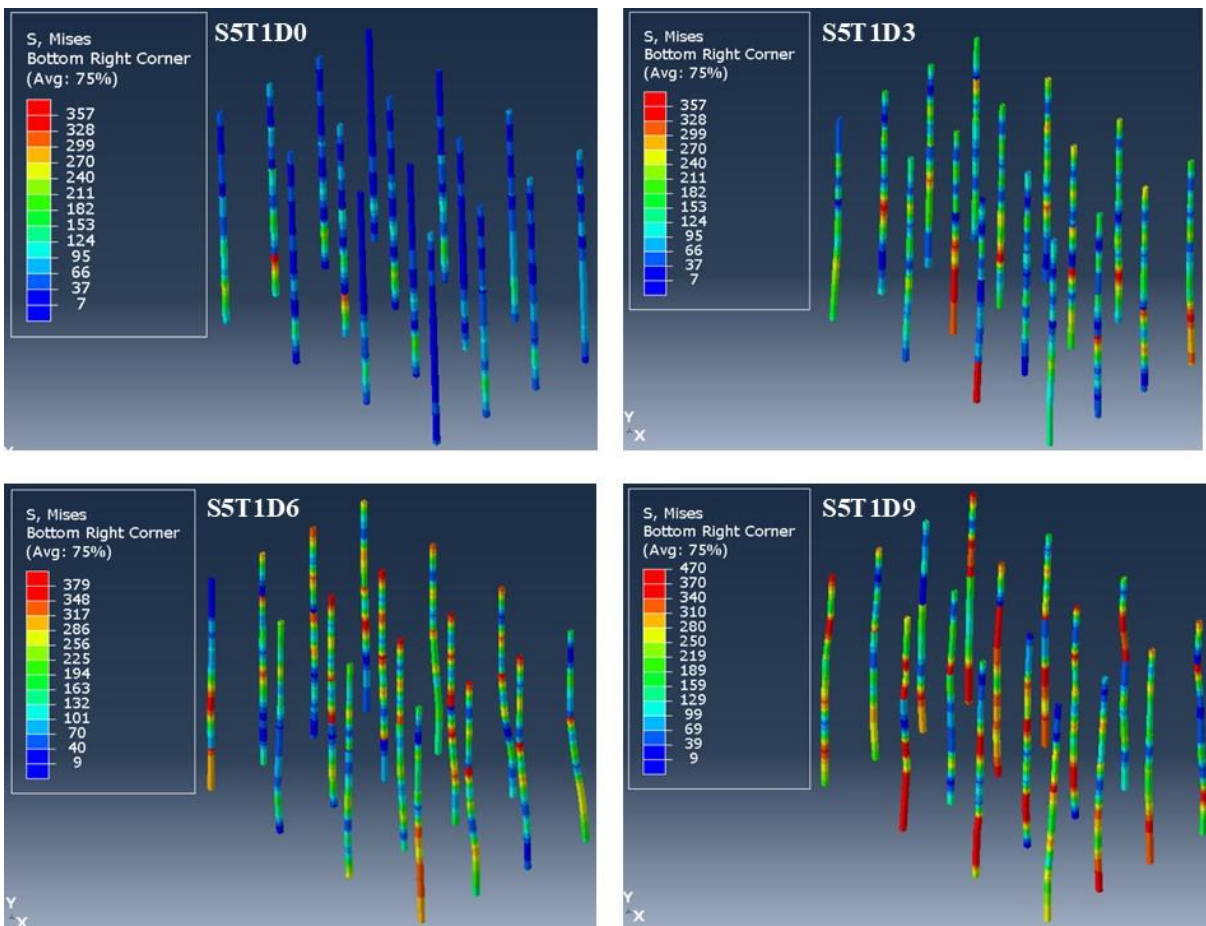 S5T1D0
S, Mises
Bottom Right Corner
(Avg: 75%)
357
328
299
270
240
211
182
153
124
95
66
37
7
S5T1D3
S, Mises
Bottom Right Corner
(Avg: 75%)
357
328
299
270
240
211
182
153
124
95
66
37
7
Y
X
S5T1D6
S, Mises
Bottom Right Corner
(Avg: 75%)
379
348
317
286
256
225
194
163
132
101
70
40
9
Y
X
S5T1D9
S, Mises
Bottom Right Corner
(Avg: 75%)
470
370
340
310
280
250
219
189
159
129
99
69
39
9
Y
X